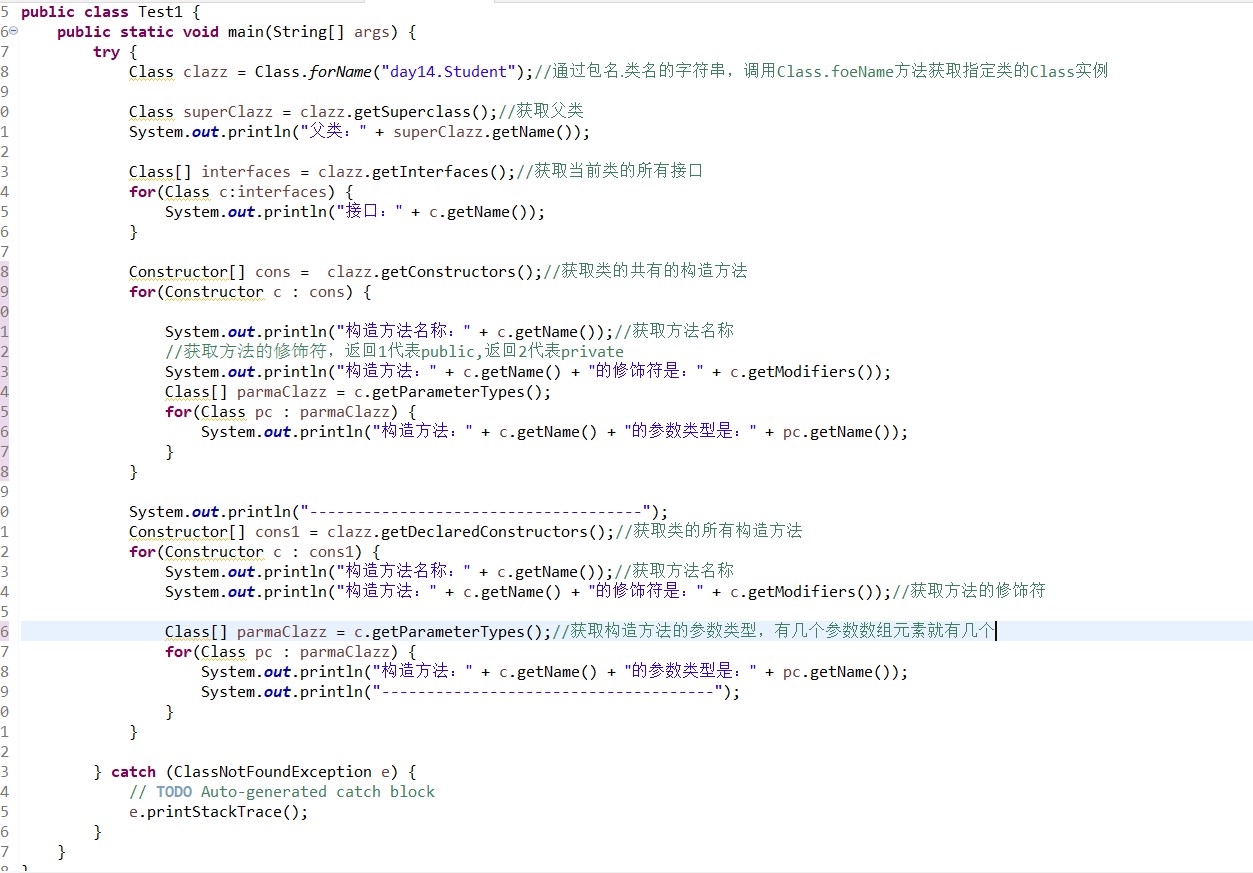 5 public class Test1 {
6 public static void main(String[] args) {
7 try {
8 Class clazz = Class.forName("day14.Student");//通过包名.类名的字符串，调用Class.foeName方法获取指定类的Class实例
9
0 Class superClazz = clazz.getSuperclass();//获取父类
1 System.out.println("父类：" + superClazz.getName());
2
3 Class[] interfaces = clazz.getInterfaces();//获取当前类的所有接口
4 for(Class c:interfaces) {
5 System.out.println("接口：" + c.getName());
6 }
7
8 Constructor[] cons =  clazz.getConstructors();//获取类的共有的构造方法
9 for(Constructor c : cons) {
0
1 System.out.println("构造方法名称：" + c.getName());//获取方法名称
2 //获取方法的修饰符，返回1代表public,返回2代表private
3 System.out.println("构造方法：" + c.getName() + "的修饰符是：" + c.getModifiers());
4 Class[] parmaClazz = c.getParameterTypes();
5 for(Class pc : parmaClazz) {
6 System.out.println("构造方法：" + c.getName() + "的参数类型是：" + pc.getName());
7 }
8 }
9
0 System.out.println("-------------------------------------");
1 Constructor[] cons1 = clazz.getDeclaredConstructors();//获取类的所有构造方法
2 for(Constructor c : cons1) {
3 System.out.println("构造方法名称：" + c.getName());//获取方法名称
4 System.out.println("构造方法：" + c.getName() + "的修饰符是：" + c.getModifiers());//获取方法的修饰符
5
6 Class[] parmaClazz = c.getParameterTypes();//获取构造方法的参数类型，有几个参数数组元素就有几个
7 for(Class pc : parmaClazz) {
8 System.out.println("构造方法：" + c.getName() + "的参数类型是：" + pc.getName());
9 System.out.println("-------------------------------------");
0 }
1 }
2
3 } catch (ClassNotFoundException e) {
4 // TODO Auto-generated catch block
5 e.printStackTrace();
6 }
7 }